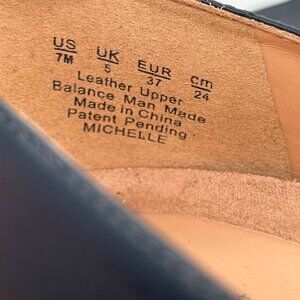 US UK EUR Cm
7M 5 37 24
Leather Upper
Balance Man Made
Made in China
Patent Pending
MICHELLE